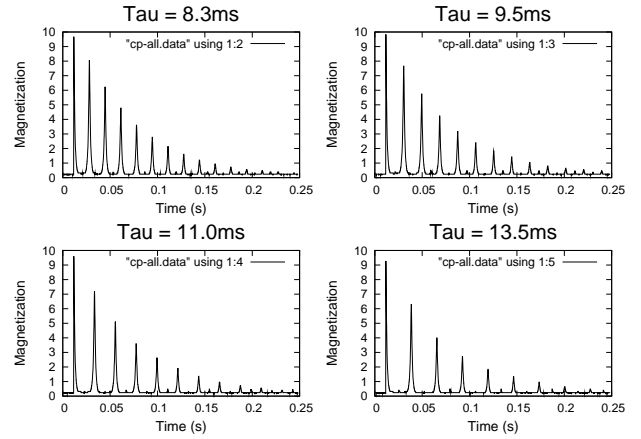 Tau = 8.3ms
"cp-all.data" using 1:2
Magnetization
10
9
8
7
6
5
4
3
2
1
0
0 0.05 0.1 0.15 0.2 0.25
Time (s)
Tau = 9.5ms
"cp-all.data" using 1:3
Magnetization
10
9
8
7
6
5
4
3
2
1
0
0 0.05 0.1 0.15 0.2 0.25
Time (s)
Tau = 11.0ms
"cp-all.data" using 1:4
Magnetization
10
9
8
7
6
5
4
3
2
1
0
0 0.05 0.1 0.15 0.2 0.25
Time (s)
Tau = 13.5ms
"cp-all.data" using 1:5
Magnetization
10
9
8
7
6
5
4
3
2
1
0
0 0.05 0.1 0.15 0.2 0.25
Time (s)